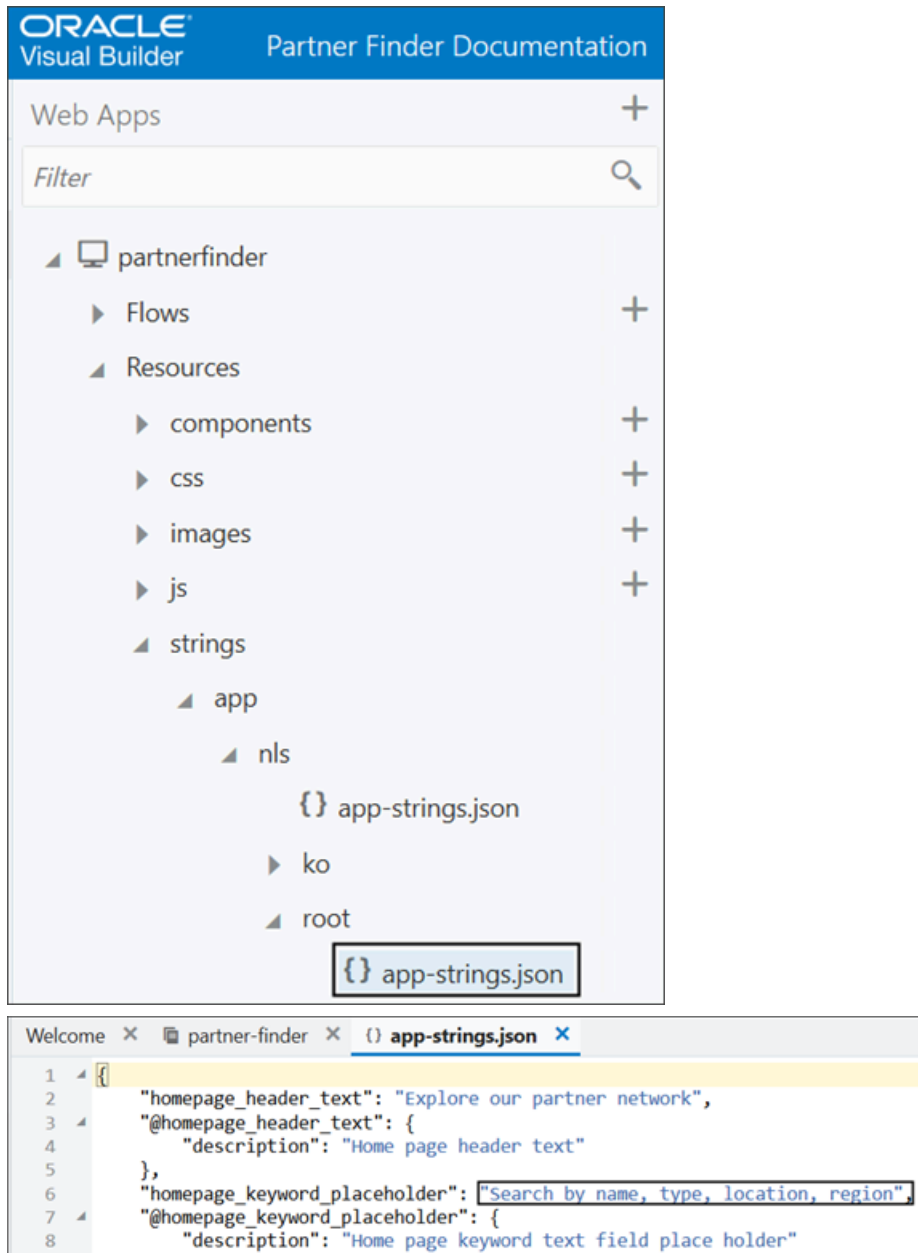 ORACLE
Visual Builder
Partner Finder Documentation
Web Apps
Filter
partnerfinder
Flows
Resources
components
css
images
js
strings
app
nls
{} app-strings.json
ko
root
{} app-strings.json
Welcome × partner-finder × {} app-strings.json ×
1 {
2 "homepage_header_text": "Explore our partner network",
3 "@homepage_header_text": {
4 "description": "Home page header text"
5 },
6 "homepage_keyword_placeholder": "Search by name, type, location, region",
7 "@homepage_keyword_placeholder": {
8 "description": "Home page keyword text field place holder"